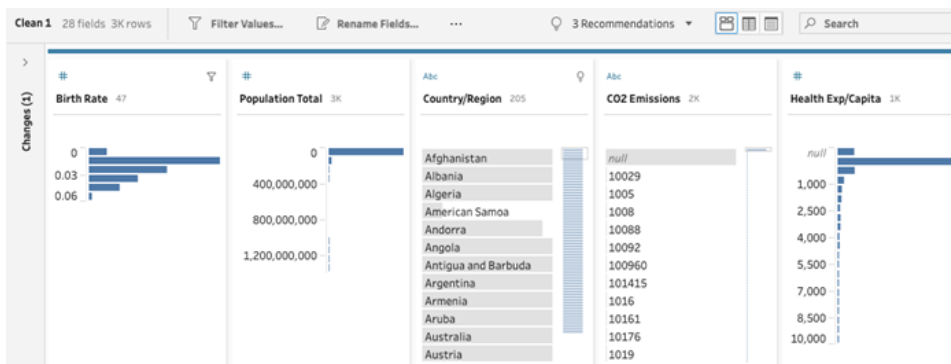 Clean 1 28 fields 3K rows Filter Values... Rename Fields... ... 3 Recommendations Search
Changes (1)
#
Birth Rate 47
0
0.03
0.06
#
Population Total 3K
0
400,000,000
800,000,000
1,200,000,000
Abc
Country/Region 205
Afghanistan
Albania
Algeria
American Samoa
Andorra
Angola
Antigua and Barbuda
Argentina
Armenia
Aruba
Australia
Austria
Abc
CO2 Emissions 2K
null
10029
1005
1008
10088
10092
100960
101415
1016
10161
10176
1019
#
Health Exp/Capita 1K
null
1,000
2,500
4,000
5,500
7,000
8,500
10,000